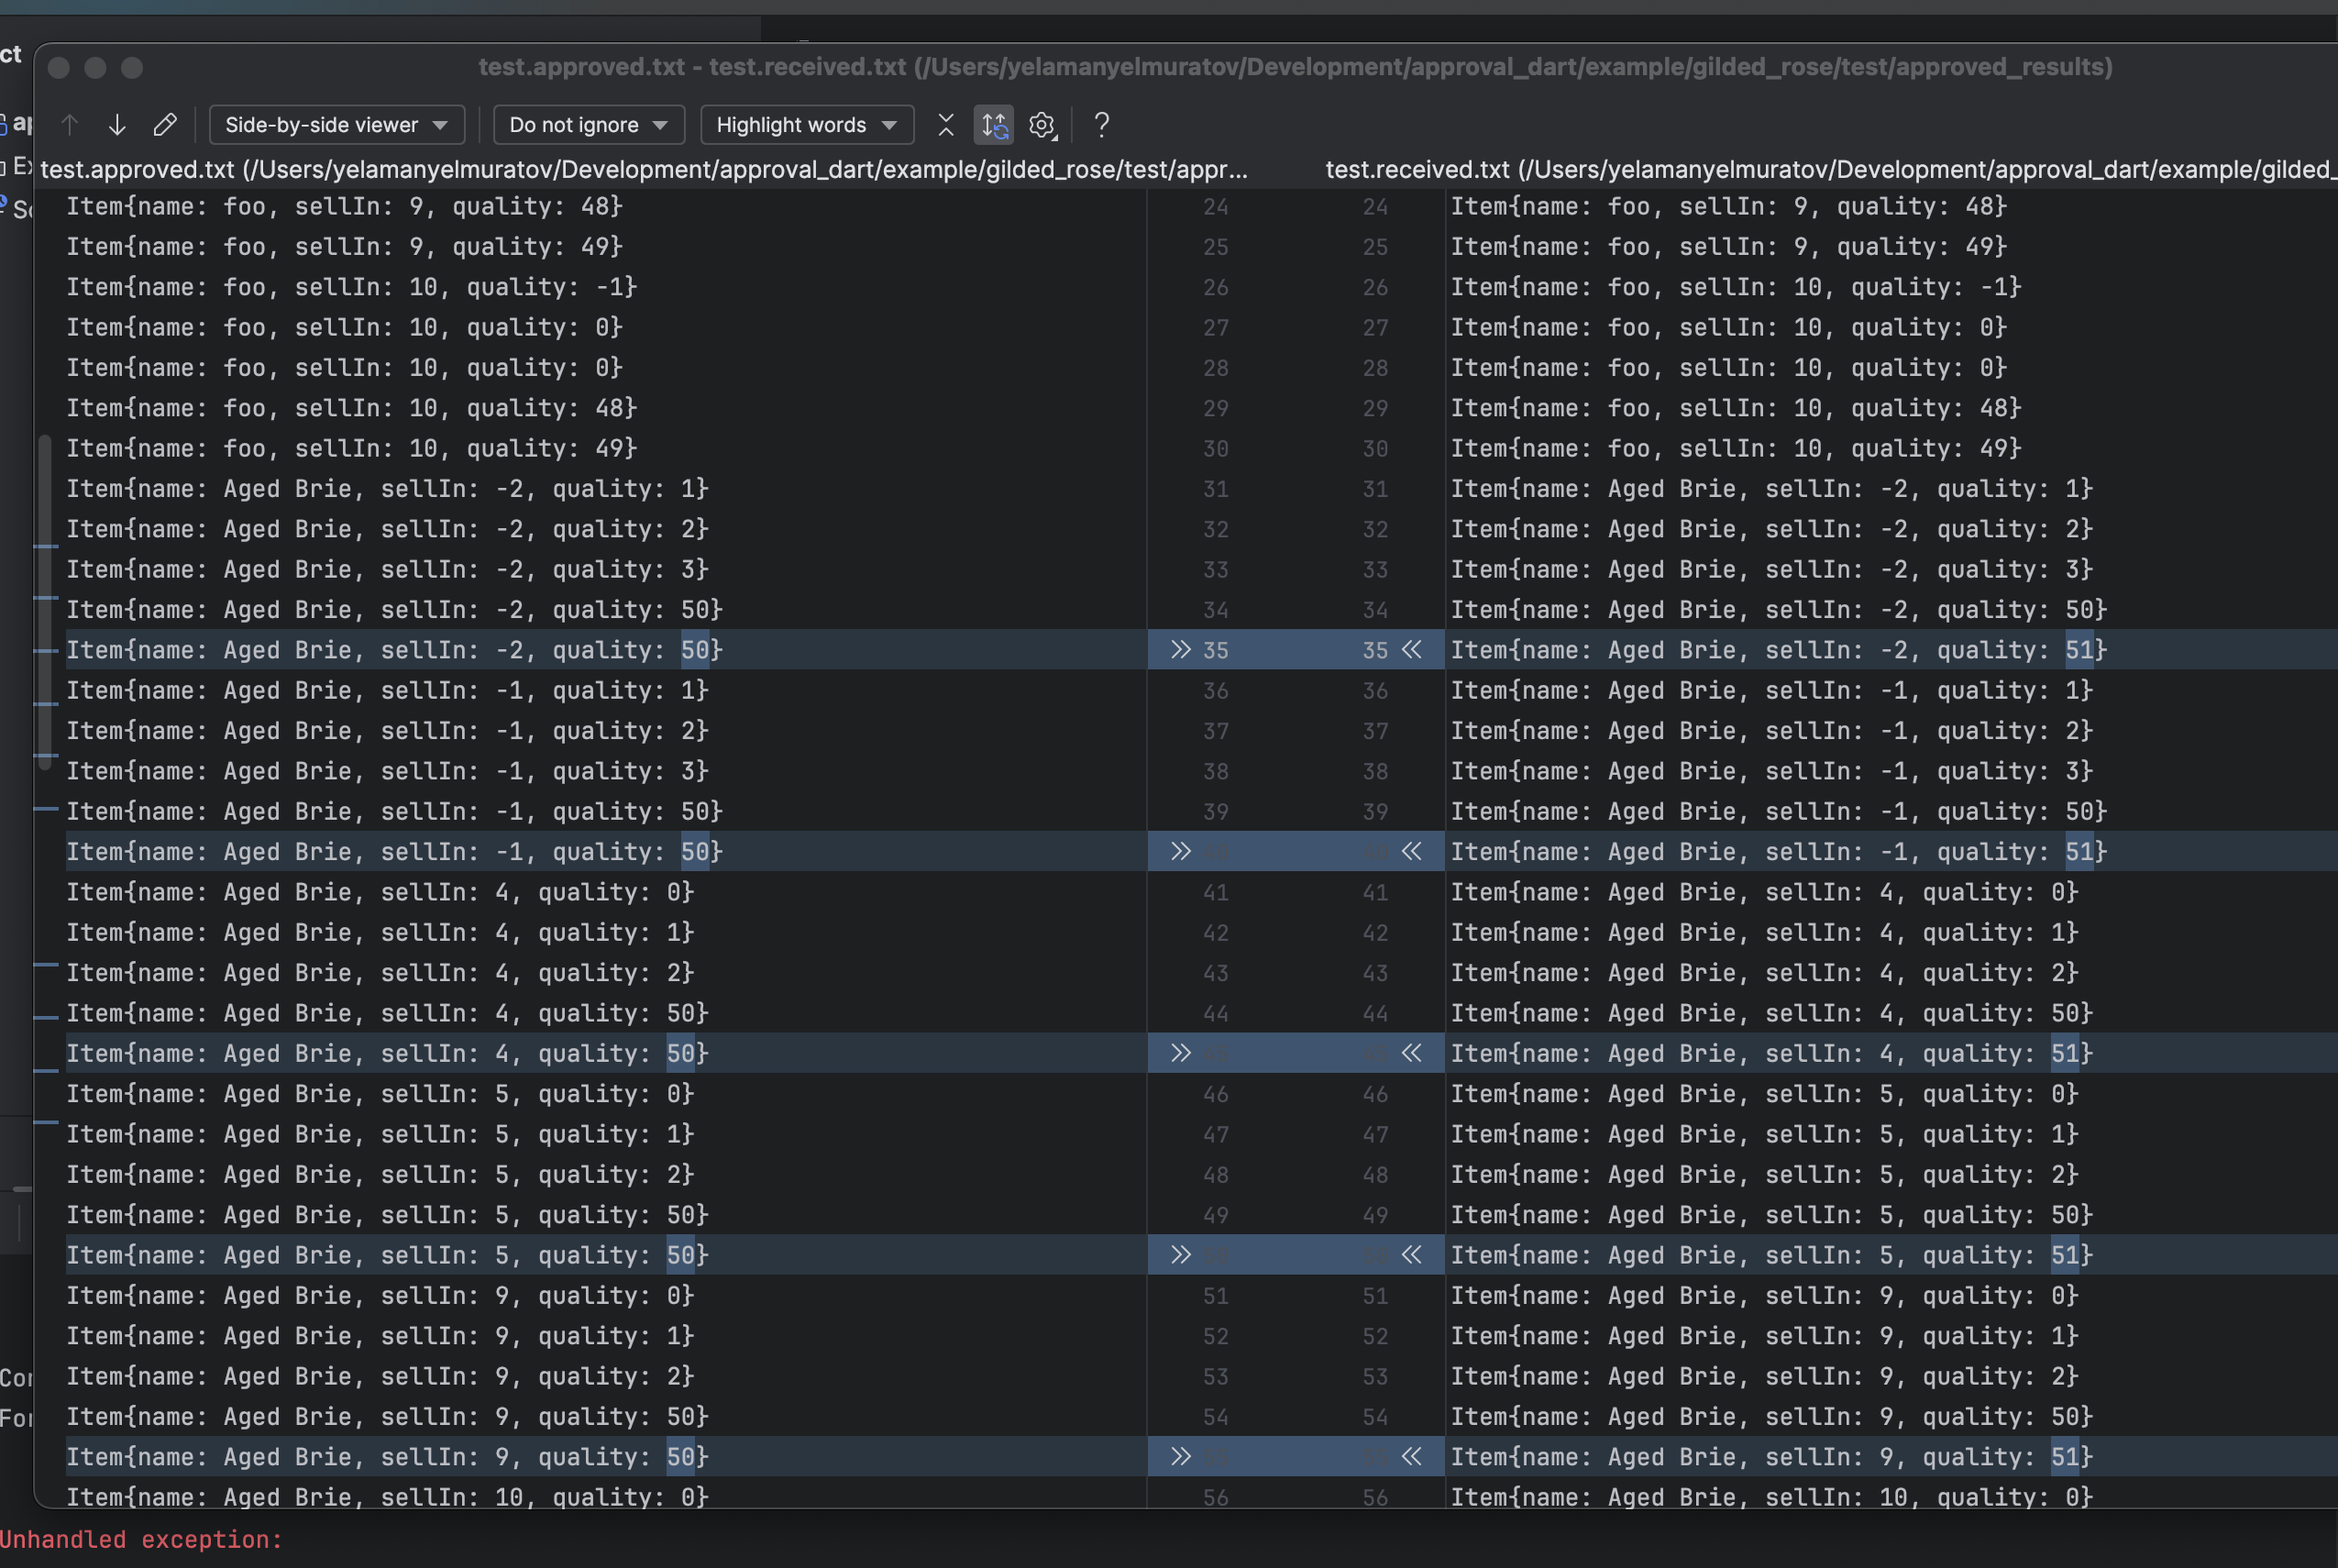 ct
test.approved.txt - test.received.txt (/Users/yelamanyelmuratov/Development/approval_dart/example/gilded_rose/test/approved_results)
Side-by-side viewer Do not ignore Highlight words ?
test.approved.txt (/Users/yelamanyelmuratov/Development/approval_dart/example/gilded_rose/test/appr... test.received.txt (/Users/yelamanyelmuratov/Development/approval_dart/example/gilded_
Item{name: foo, sellIn: 9, quality: 48} 24 24 Item{name: foo, sellIn: 9, quality: 48}
Item{name: foo, sellIn: 9, quality: 49} 25 25 Item{name: foo, sellIn: 9, quality: 49}
Item{name: foo, sellIn: 10, quality: -1} 26 26 Item{name: foo, sellIn: 10, quality: -1}
Item{name: foo, sellIn: 10, quality: 0} 27 27 Item{name: foo, sellIn: 10, quality: 0}
Item{name: foo, sellIn: 10, quality: 0} 28 28 Item{name: foo, sellIn: 10, quality: 0}
Item{name: foo, sellIn: 10, quality: 48} 29 29 Item{name: foo, sellIn: 10, quality: 48}
Item{name: foo, sellIn: 10, quality: 49} 30 30 Item{name: foo, sellIn: 10, quality: 49}
Item{name: Aged Brie, sellIn: -2, quality: 1} 31 31 Item{name: Aged Brie, sellIn: -2, quality: 1}
Item{name: Aged Brie, sellIn: -2, quality: 2} 32 32 Item{name: Aged Brie, sellIn: -2, quality: 2}
Item{name: Aged Brie, sellIn: -2, quality: 3} 33 33 Item{name: Aged Brie, sellIn: -2, quality: 3}
Item{name: Aged Brie, sellIn: -2, quality: 50} 34 34 Item{name: Aged Brie, sellIn: -2, quality: 50}
Item{name: Aged Brie, sellIn: -2, quality: 50} 35 35 Item{name: Aged Brie, sellIn: -2, quality: 51}
Item{name: Aged Brie, sellIn: -1, quality: 1} 36 36 Item{name: Aged Brie, sellIn: -1, quality: 1}
Item{name: Aged Brie, sellIn: -1, quality: 2} 37 37 Item{name: Aged Brie, sellIn: -1, quality: 2}
Item{name: Aged Brie, sellIn: -1, quality: 3} 38 38 Item{name: Aged Brie, sellIn: -1, quality: 3}
Item{name: Aged Brie, sellIn: -1, quality: 50} 39 39 Item{name: Aged Brie, sellIn: -1, quality: 50}
Item{name: Aged Brie, sellIn: -1, quality: 50} Item{name: Aged Brie, sellIn: -1, quality: 51}
Item{name: Aged Brie, sellIn: 4, quality: 0} 41 41 Item{name: Aged Brie, sellIn: 4, quality: 0}
Item{name: Aged Brie, sellIn: 4, quality: 1} 42 42 Item{name: Aged Brie, sellIn: 4, quality: 1}
Item{name: Aged Brie, sellIn: 4, quality: 2} 43 43 Item{name: Aged Brie, sellIn: 4, quality: 2}
Item{name: Aged Brie, sellIn: 4, quality: 50} 44 44 Item{name: Aged Brie, sellIn: 4, quality: 50}
Item{name: Aged Brie, sellIn: 4, quality: 50} Item{name: Aged Brie, sellIn: 4, quality: 51}
Item{name: Aged Brie, sellIn: 5, quality: 0} 46 46 Item{name: Aged Brie, sellIn: 5, quality: 0}
Item{name: Aged Brie, sellIn: 5, quality: 1} 47 47 Item{name: Aged Brie, sellIn: 5, quality: 1}
Item{name: Aged Brie, sellIn: 5, quality: 2} 48 48 Item{name: Aged Brie, sellIn: 5, quality: 2}
Item{name: Aged Brie, sellIn: 5, quality: 50} 49 49 Item{name: Aged Brie, sellIn: 5, quality: 50}
Item{name: Aged Brie, sellIn: 5, quality: 50} Item{name: Aged Brie, sellIn: 5, quality: 51}
Item{name: Aged Brie, sellIn: 9, quality: 0} 51 51 Item{name: Aged Brie, sellIn: 9, quality: 0}
Item{name: Aged Brie, sellIn: 9, quality: 1} 52 52 Item{name: Aged Brie, sellIn: 9, quality: 1}
Item{name: Aged Brie, sellIn: 9, quality: 2} 53 53 Item{name: Aged Brie, sellIn: 9, quality: 2}
Item{name: Aged Brie, sellIn: 9, quality: 50} 54 54 Item{name: Aged Brie, sellIn: 9, quality: 50}
Item{name: Aged Brie, sellIn: 9, quality: 50} Item{name: Aged Brie, sellIn: 9, quality: 51}
Item{name: Aged Brie, sellIn: 10, quality: 0} 56 56 Item{name: Aged Brie, sellIn: 10, quality: 0}
Unhandled exception: